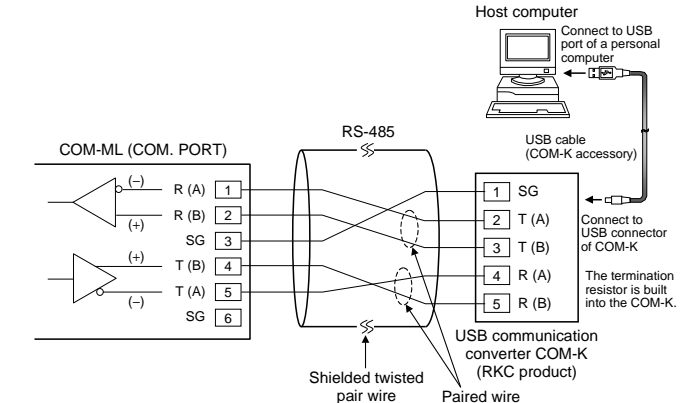 Host computer
Connect to USB
port of a personal
computer
RS-485
USB cable
(COM-K accessory)
COM-ML (COM. PORT)
(−)
R (A) 1
R (B) 2
(+)
SG 3
(+)
T (B) 4
T (A) 5
(−)
SG 6
1 SG
2 T (A)
3 T (B)
4 R (A)
5 R (B)
Connect to
USB connector
of COM-K
The termination
resistor is built
into the COM-K.
USB communication
converter COM-K
(RKC product)
Shielded twisted
pair wire
Paired wire